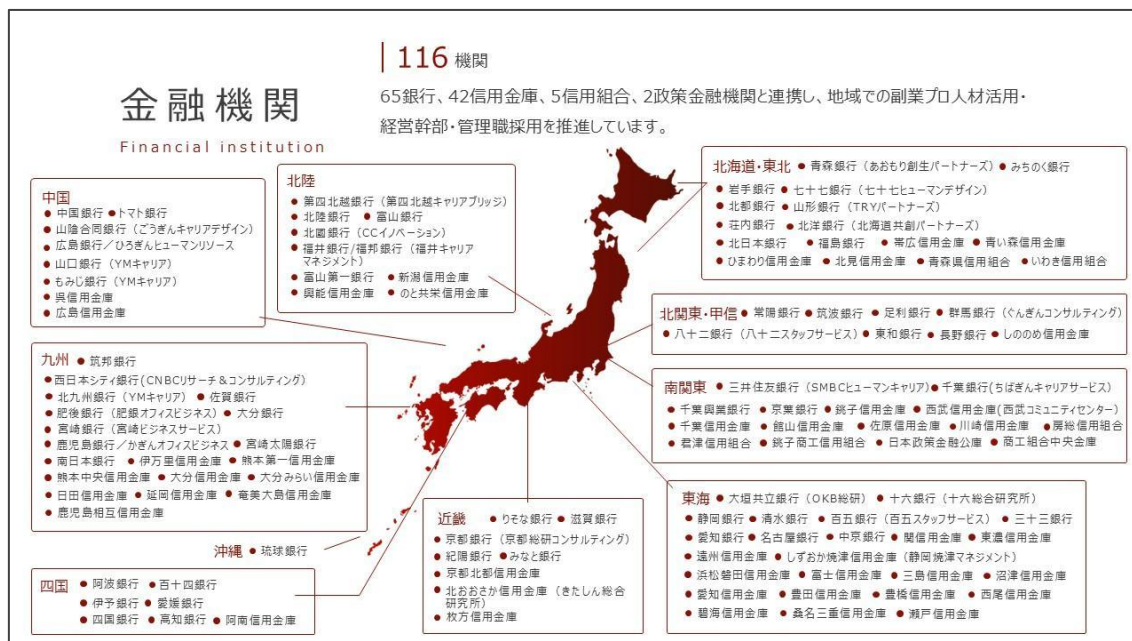 116 機関
金融機関
Financial institution
65銀行、42信用金庫、5信用組合、2政策金融機関と連携し、地域での副業プロ人材活用・
経営幹部・管理職採用を推進しています。
中国
● 中国銀行 ●トマト銀行
● 山陰合同銀行（ごうぎんキャリアデザイン）
● 広島銀行／ひろぎんヒューマンリソース
● 山口銀行（YMキャリア）
● もみじ銀行（YMキャリア）
● 呉信用金庫
● 広島信用金庫
北陸
● 第四北越銀行（第四北越キャリアブリッジ）
● 北陸銀行 ● 富山銀行
● 北國銀行（CCイノベーション）
● 福井銀行/福邦銀行（福井キャリア
マネジメント）
● 富山第一銀行 ● 新潟信用金庫
● 興能信用金庫 ● のと共栄信用金庫
北海道・東北 ● 青森銀行（あおもり創生パートナーズ） ● みちのく銀行
● 岩手銀行 ● 七十七銀行（七十七ヒューマンデザイン）
● 北都銀行 ● 山形銀行（TRYパートナーズ）
● 荘内銀行 ● 北洋銀行（北海道共創パートナーズ）
● 北日本銀行 ● 福島銀行 ● 帯広信用金庫 ● 青い森信用金庫
● ひまわり信用金庫 ● 北見信用金庫 ● 青森県信用組合 ● いわき信用組合
北関東・甲信 ● 常陽銀行 ● 筑波銀行 ● 足利銀行 ● 群馬銀行（ぐんぎんコンサルティング）
● 八十二銀行（八十二スタッフサービス） ● 東和銀行 ● 長野銀行 ● しののめ信用金庫
南関東 ● 三井住友銀行（SMBCヒューマンキャリア）● 千葉銀行(ちばぎんキャリアサービス）
● 千葉興業銀行 ● 京葉銀行 ● 銚子信用金庫 ● 西武信用金庫(西武コミュニティセンター）
● 千葉信用金庫 ● 館山信用金庫 ● 佐原信用金庫 ● 川崎信用金庫 ● 房総信用組合
● 君津信用組合 ● 銚子商工信用組合 ● 日本政策金融公庫 ● 商工組合中央金庫
九州 ● 筑邦銀行
● 西日本シティ銀行(CNBCリサーチ＆コンサルティング）
● 北九州銀行（YMキャリア） ● 佐賀銀行
● 肥後銀行（肥銀オフィスビジネス） ● 大分銀行
● 宮崎銀行（宮崎ビジネスサービス）
● 鹿児島銀行／かぎんオフィスビジネス ● 宮崎太陽銀行
● 南日本銀行 ● 伊万里信用金庫 ● 熊本第一信用金庫
● 熊本中央信用金庫 ● 大分信用金庫 ● 大分みらい信用金庫
● 日田信用金庫 ● 延岡信用金庫 ● 奄美大島信用金庫
● 鹿児島相互信用金庫
沖縄 ● 琉球銀行
四国 ● 阿波銀行 ● 百十四銀行
● 伊予銀行 ● 愛媛銀行
● 四国銀行 ● 高知銀行 ● 阿南信用金庫
近畿 ● りそな銀行 ● 滋賀銀行
● 京都銀行（京都総研コンサルティング）
● 紀陽銀行 ● みなと銀行
● 京都北都信用金庫
● 北おおさか信用金庫（きたしん総合
研究所）
● 枚方信用金庫
東海 ● 大垣共立銀行（OKB総研） ● 十六銀行（十六総合研究所）
● 静岡銀行 ● 清水銀行 ● 百五銀行（百五スタッフサービス） ● 三十三銀行
● 愛知銀行 ● 名古屋銀行 ● 中京銀行 ● 関信用金庫 ● 東濃信用金庫
● 遠州信用金庫 ● しずおか焼津信用金庫（静岡焼津マネジメント）
● 浜松磐田信用金庫 ● 富士信用金庫 ● 三島信用金庫 ● 沼津信用金庫
● 愛知信用金庫 ● 豊田信用金庫 ● 豊橋信用金庫 ● 西尾信用金庫
● 碧海信用金庫 ● 桑名三重信用金庫 ● 瀬戸信用金庫